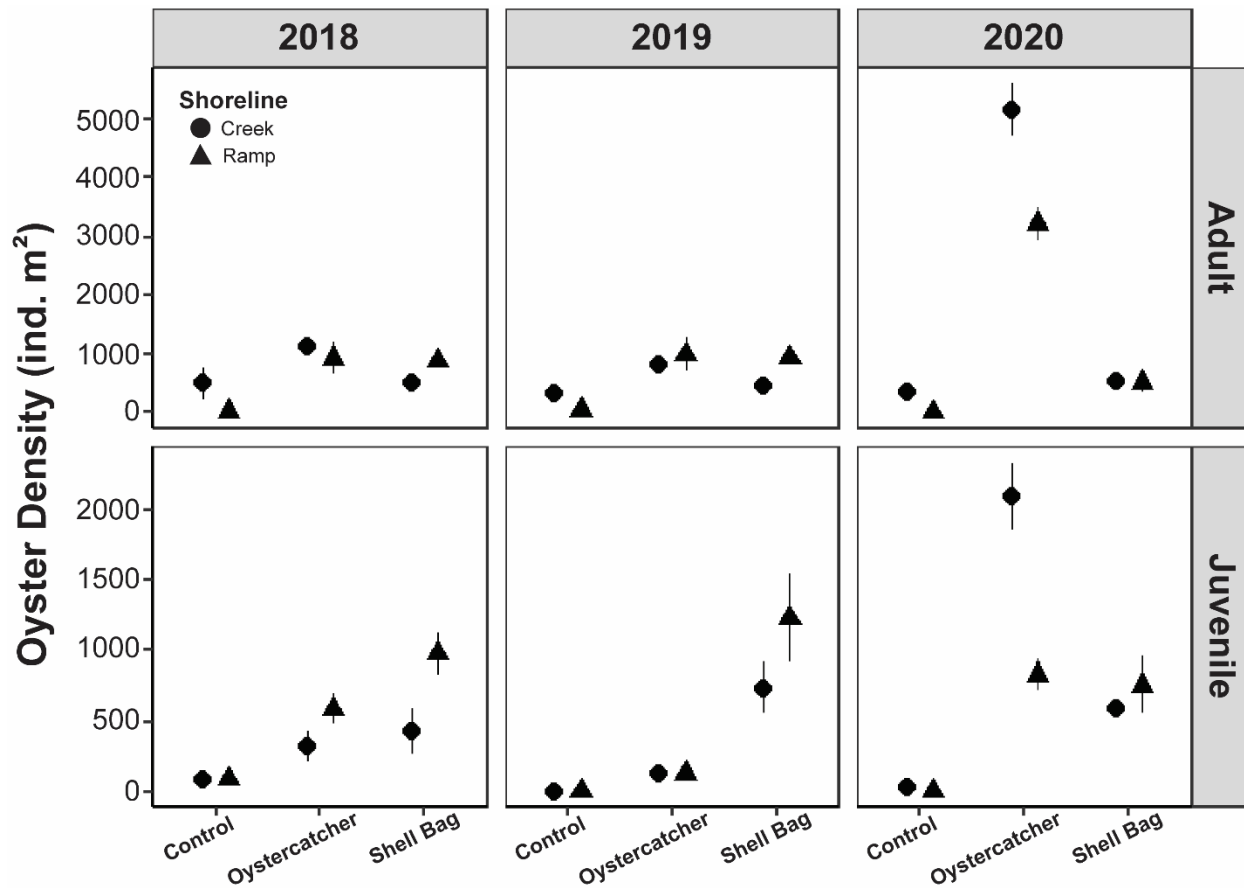 2018 2019 2020
Shoreline
Creek
Ramp
5000
4000
3000
2000
1000
0
Adult
Oyster Density (ind. m²)
2000
1500
1000
500
0
Juvenile
Control Oystercatcher Shell Bag Control Oystercatcher Shell Bag Control Oystercatcher Shell Bag